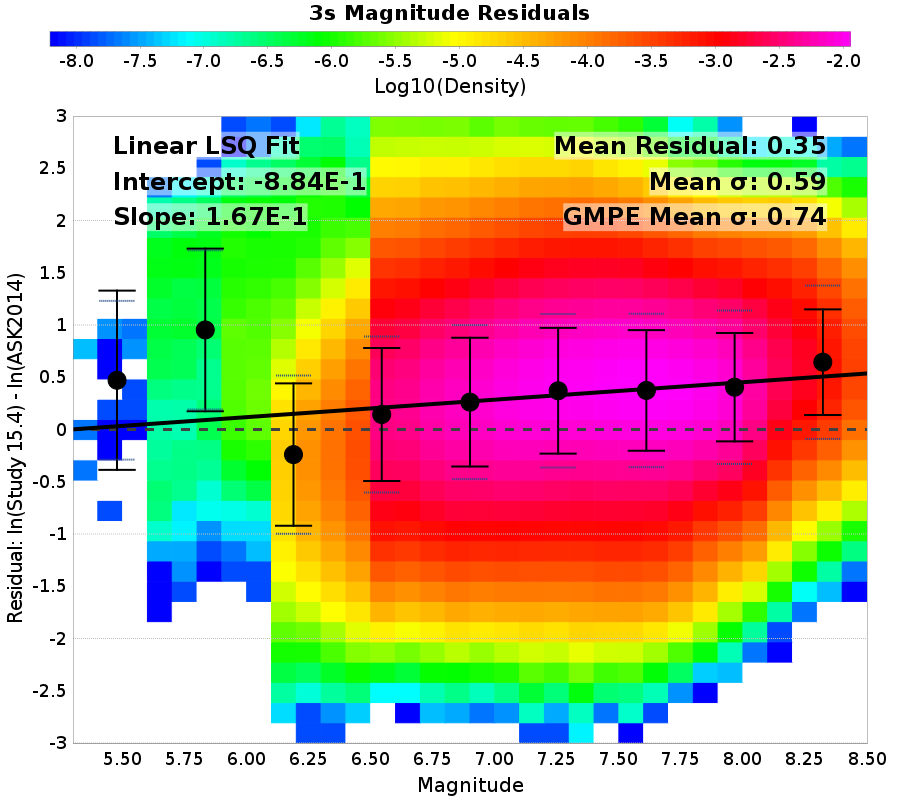 3s Magnitude Residuals
-8.0 -7.5 -7.0 -6.5 -6.0 -5.5 -5.0 -4.5 -4.0 -3.5 -3.0 -2.5 -2.0
Log10(Density)
Linear LSQ Fit
Intercept: -8.84E-1
Slope: 1.67E-1
Mean Residual: 0.35
Mean σ: 0.59
GMPE Mean σ: 0.74
Residual: ln(Study 15.4) - ln(ASK2014)
3
2.5
2
1.5
1
0.5
0
-0.5
-1
-1.5
-2
-2.5
-3
5.50 5.75 6.00 6.25 6.50 6.75 7.00 7.25 7.50 7.75 8.00 8.25 8.50
Magnitude